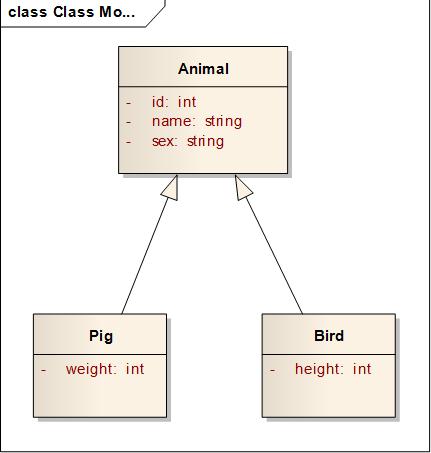 class Class Mo...
Animal
- id: int
- name: string
- sex: string
Pig
- weight: int
Bird
- height: int